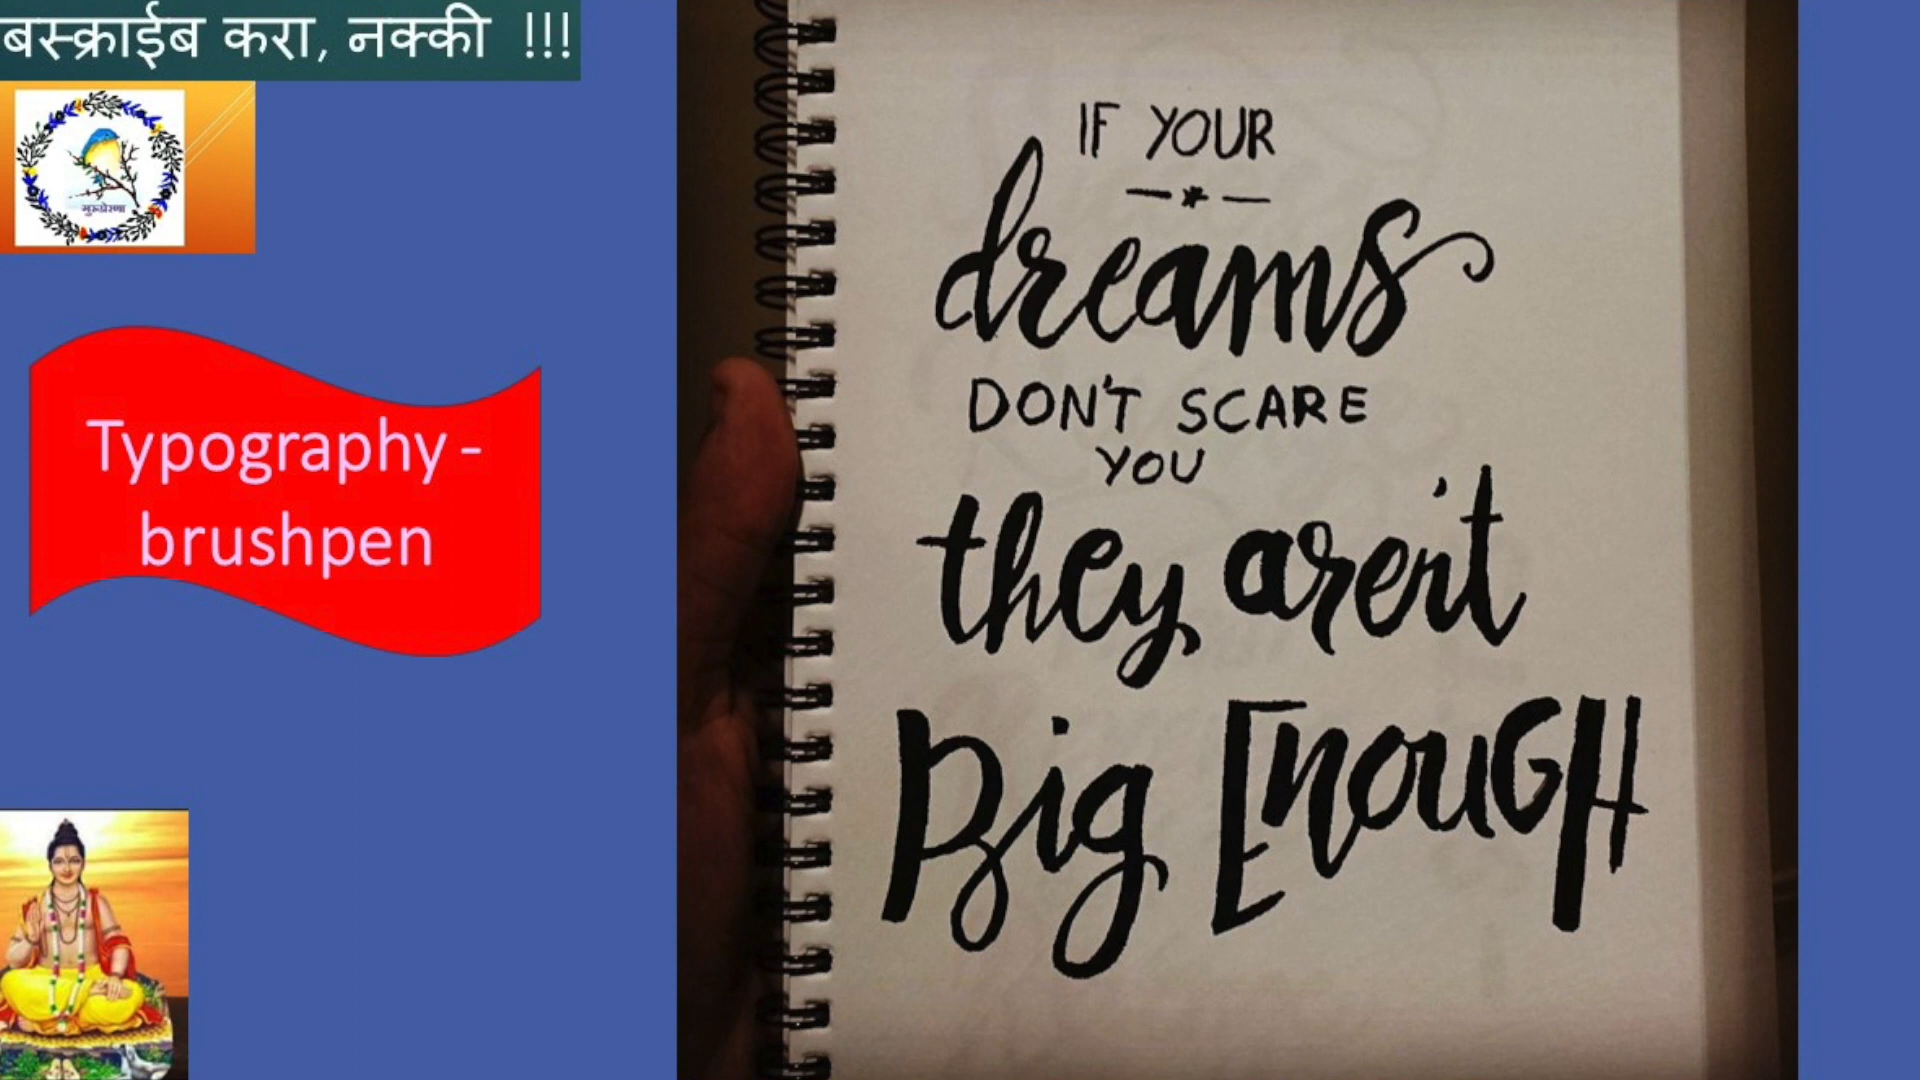 बस्क्राईब करा, नक्की !!!
Typography -
brushpen
IF YOUR
dreams
DON'T SCARE
YOU
they aren't
Big ENOUGH